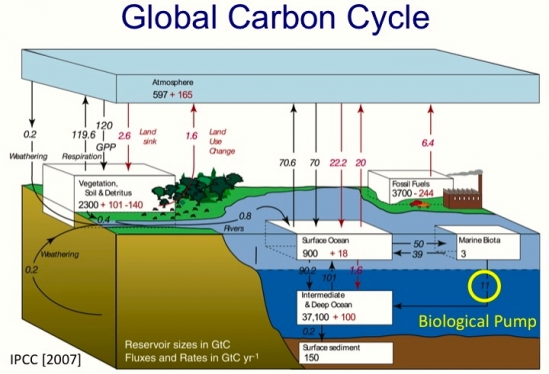 Global Carbon Cycle
Atmosphere
597 + 165
0.2
Weathering
119.6
Respiration
120
GPP
2.6
Land
sink
1.6
Land
Use
Change
70.6
70
22.2
20
6.4
Vegetation,
Soil & Detritus
2300 + 101 -140
Fossil Fuels
3700 - 244
0.4
0.8
Rivers
Weathering
0.2
Surface Ocean
900 + 18
50
39
Marine Biota
3
90.2
101
1.6
11
Intermediate
& Deep Ocean
37,100 + 100
Biological Pump
0.2
Surface sediment
150
Reservoir sizes in GtC
Fluxes and Rates in GtC yr-1
IPCC [2007]